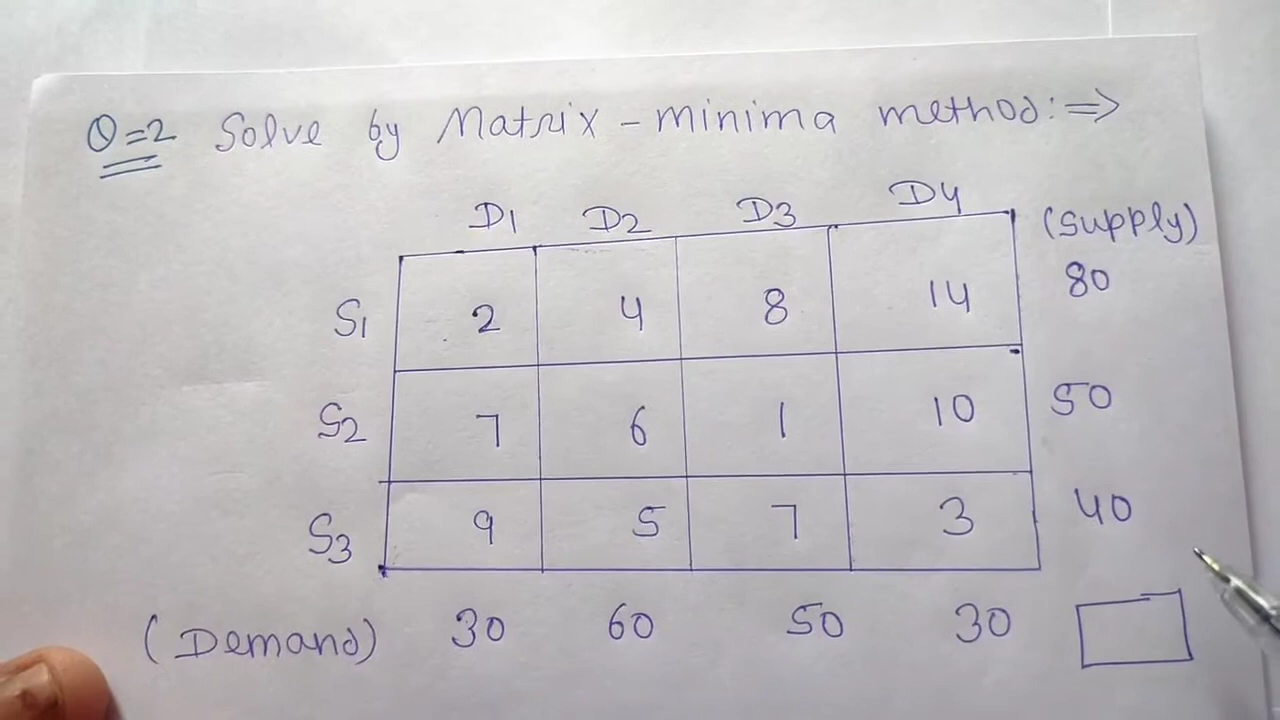 Q=2 Solve by Matrix - minima method :⇒
D1 D2 D3 D4 (Supply)
S1 2 4 8 14 80
S2 7 6 1 10 50
S3 9 5 7 3 40
(Demand) 30 60 50 30